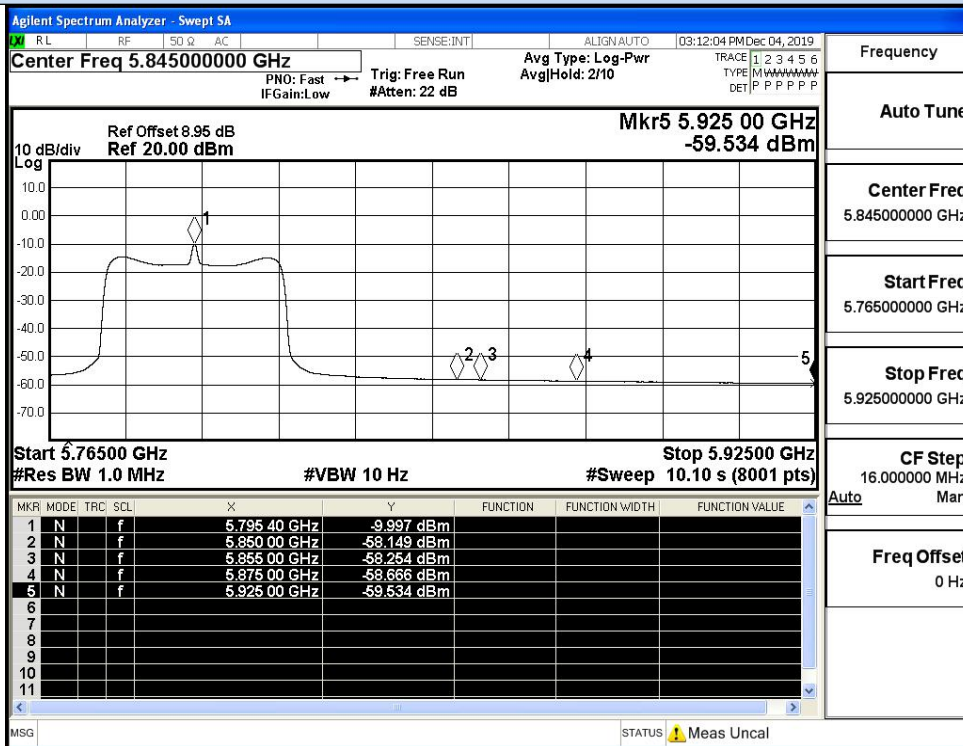 Agilent Spectrum Analyzer - Swept SA
LXI RL RF 50 Ω AC SENSE:INT ALIGN AUTO 03:12:04 PM Dec 04, 2019
Center Freq 5.845000000 GHz
PNO: Fast
IFGain:Low
Trig: Free Run
#Atten: 22 dB
Avg Type: Log-Pwr
Avg|Hold: 2/10
TRACE 1 2 3 4 5 6
TYPE M
DET P P P P P P
Mkr5 5.925 00 GHz
-59.534 dBm
Ref Offset 8.95 dB
10 dB/div Ref 20.00 dBm
Log
10.0
0.00
-10.0
-20.0
-30.0
-40.0
-50.0
-60.0
-70.0
1
2 3 4 5
Start 5.76500 GHz Stop 5.92500 GHz
#Res BW 1.0 MHz #VBW 10 Hz #Sweep 10.10 s (8001 pts)
MKR MODE TRC SCL X Y FUNCTION FUNCTION WIDTH FUNCTION VALUE
1 N f 5.795 40 GHz -9.997 dBm
2 N f 5.850 00 GHz -58.149 dBm
3 N f 5.855 00 GHz -58.254 dBm
4 N f 5.875 00 GHz -58.666 dBm
5 N f 5.925 00 GHz -59.534 dBm
6
7
8
9
10
11
MSG STATUS Meas Uncal
Frequency
Auto Tune
Center Freq
5.845000000 GHz
Start Freq
5.765000000 GHz
Stop Freq
5.925000000 GHz
CF Step
16.000000 MHz
Auto Man
Freq Offset
0 Hz